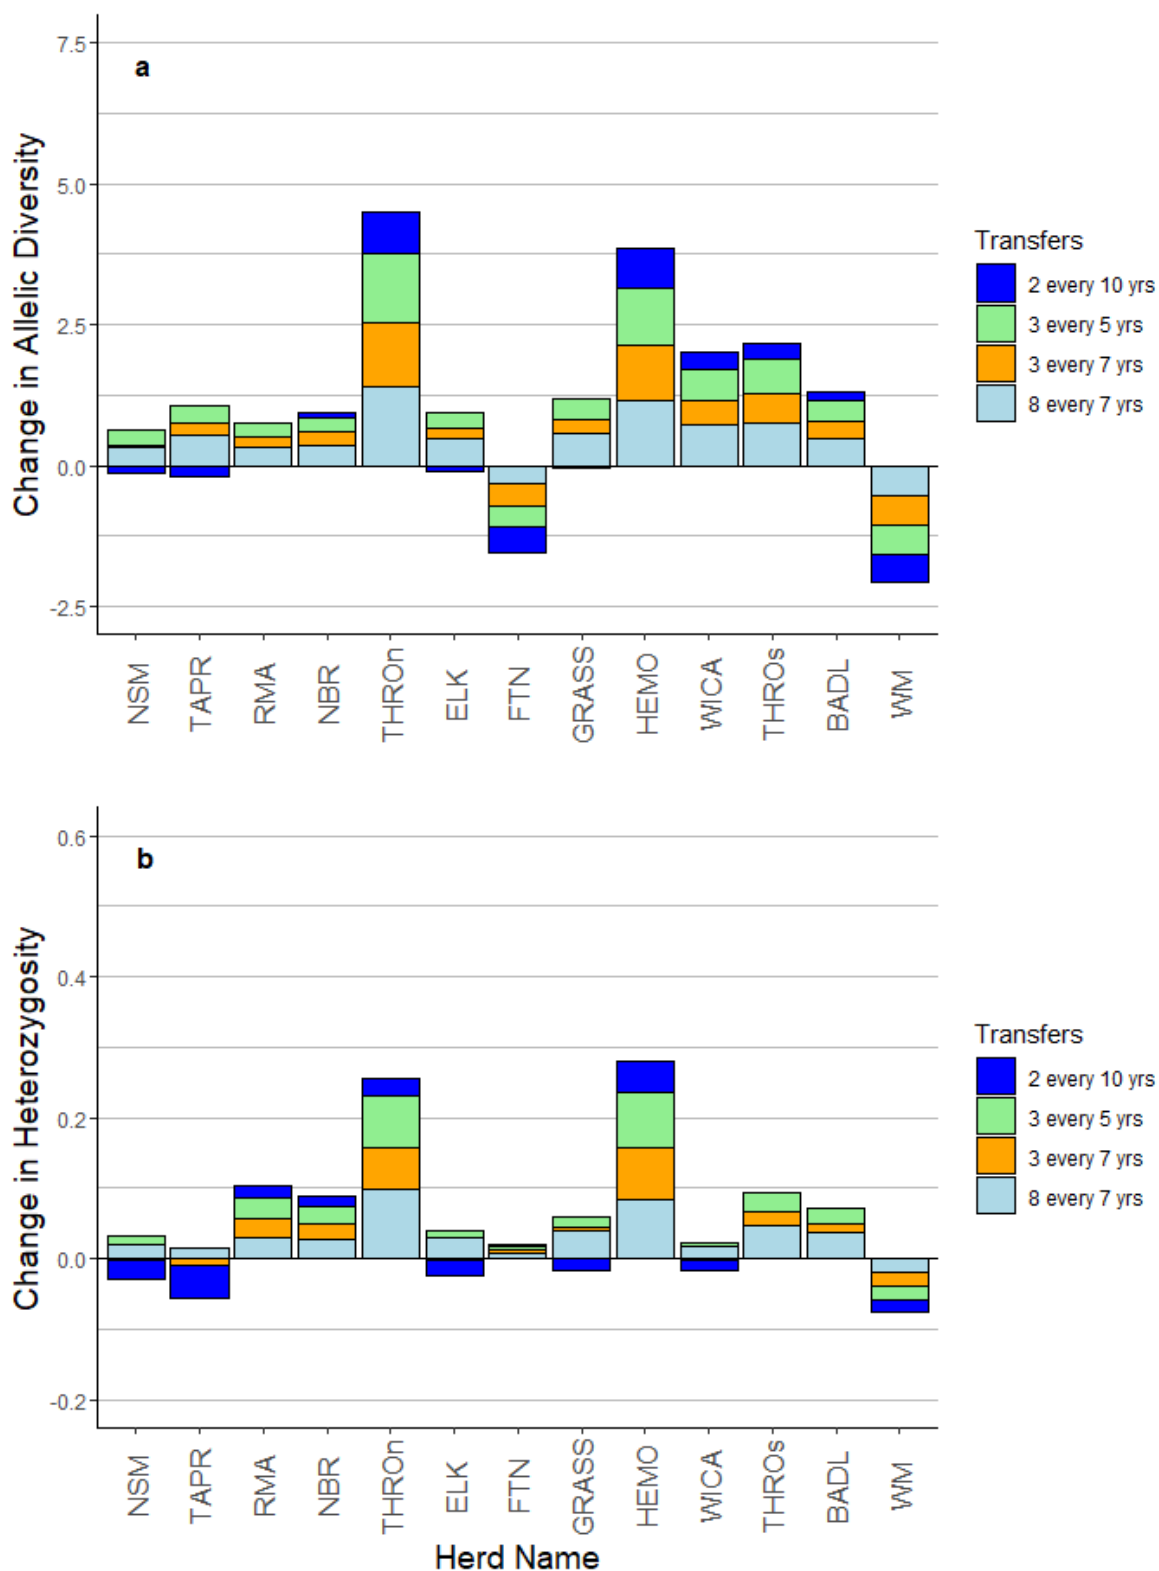 a
Change in Allelic Diversity
7.5
5.0
2.5
0.0
-2.5
NSM
TAPR
RMA
NBR
THROn
ELK
FTN
GRASS
HEMO
WICA
THROs
BADL
WM
Transfers
2 every 10 yrs
3 every 5 yrs
3 every 7 yrs
8 every 7 yrs
b
Change in Heterozygosity
0.6
0.4
0.2
0.0
-0.2
NSM
TAPR
RMA
NBR
THROn
ELK
FTN
GRASS
HEMO
WICA
THROs
BADL
WM
Herd Name
Transfers
2 every 10 yrs
3 every 5 yrs
3 every 7 yrs
8 every 7 yrs